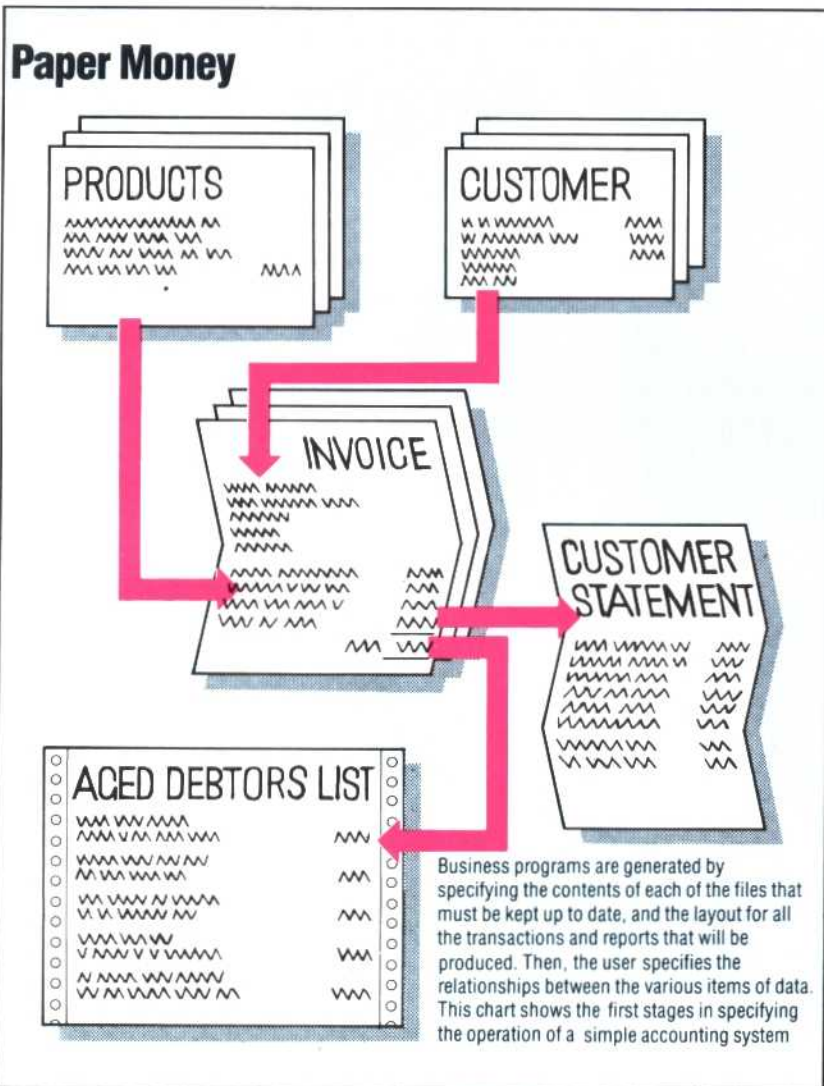 Paper Money
PRODUCTS
CUSTOMER
INVOICE
CUSTOMER
STATEMENT
AGED DEBTORS LIST
Business programs are generated by
specifying the contents of each of the files that
must be kept up to date, and the layout for all
the transactions and reports that will be
produced. Then, the user specifies the
relationships between the various items of data.
This chart shows the first stages in specifying
the operation of a simple accounting system